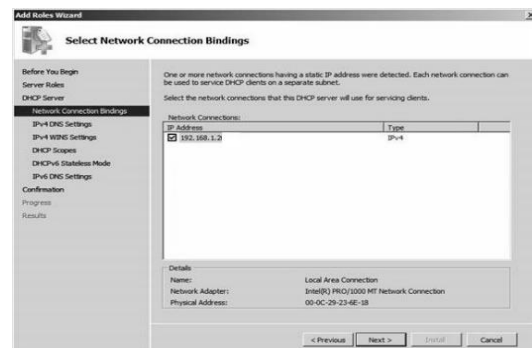 Add Roles Wizard
Select Network Connection Bindings
Before You Begin
Server Roles
DHCP Server
Network Connection Bindings
IPv4 DNS Settings
IPv4 WINS Settings
DHCP Scopes
DHCPv6 Stateless Mode
IPv6 DNS Settings
Confirmation
Progress
Results
One or more network connections having a static IP address were detected. Each network connection can
be used to service DHCP clients on a separate subnet.
Select the network connections that this DHCP server will use for servicing clients.
Network Connections:
IP Address Type
IPv4
Details
Name: Local Area Connection
Network Adapter: Intel(R) PRO/1000 MT Network Connection
Physical Address: 00-0C-29-23-6E-18
< Previous Next > Install Cancel